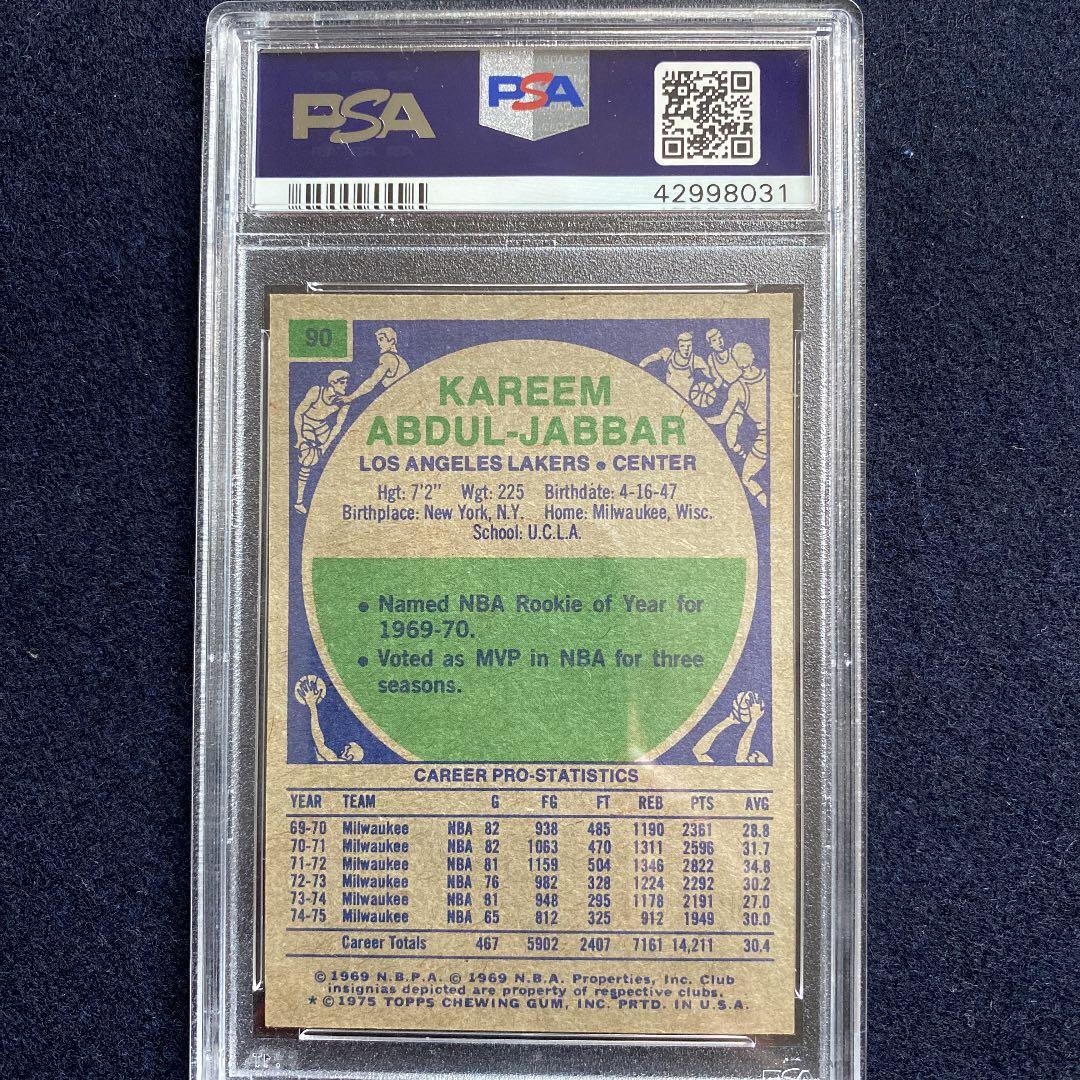 PSA PSA
42998031
90
KAREEM
ABDUL-JABBAR
LOS ANGELES LAKERS • CENTER
Hgt: 7'2" Wgt: 225 Birthdate: 4-16-47
Birthplace: New York, N.Y. Home: Milwaukee, Wisc.
School: U.C.L.A.
• Named NBA Rookie of Year for
1969-70.
• Voted as MVP in NBA for three
seasons.
CAREER PRO-STATISTICS
YEAR TEAM G FG FT REB PTS AVG
69-70 Milwaukee NBA 82 938 485 1190 2361 28.8
70-71 Milwaukee NBA 82 1063 470 1311 2596 31.7
71-72 Milwaukee NBA 81 1159 504 1346 2822 34.8
72-73 Milwaukee NBA 76 982 328 1224 2292 30.2
73-74 Milwaukee NBA 81 948 295 1178 2191 27.0
74-75 Milwaukee NBA 65 812 325 912 1949 30.0
Career Totals 467 5902 2407 7161 14,211 30.4
© 1969 N.B.P.A. © 1969 N.B.A. Properties, Inc. Club
insignias depicted are property of respective clubs.
* © 1975 TOPPS CHEWING GUM, INC. PRTD. IN U.S.A.
PSA